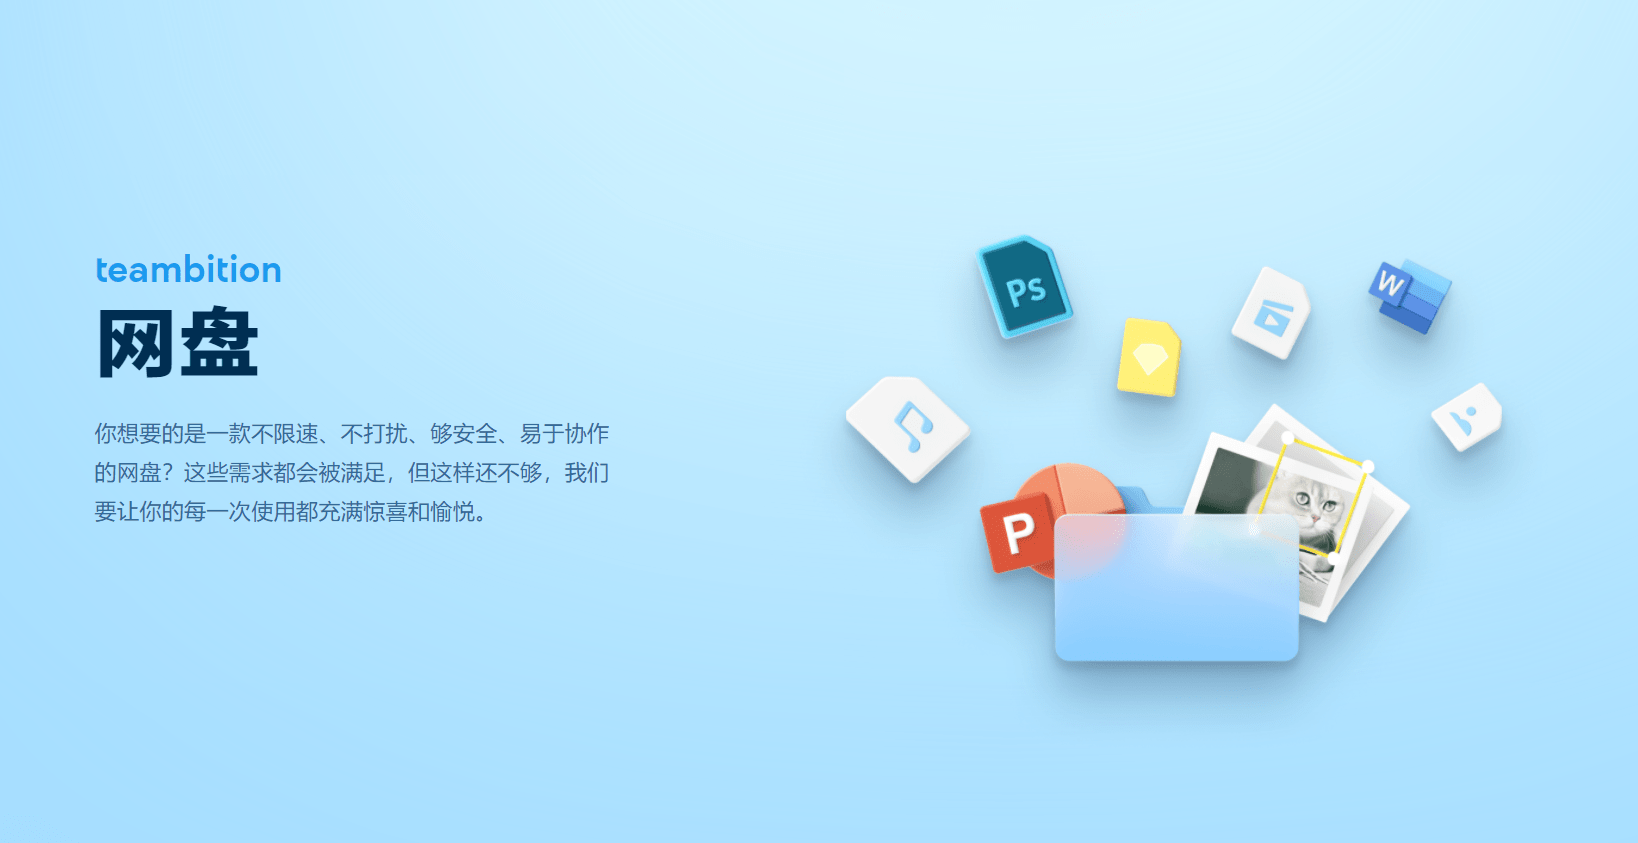 teambition
网盘
你想要的是一款不限速、不打扰、够安全、易于协作
的网盘？这些需求都会被满足，但这样还不够，我们
要让你的每一次使用都充满惊喜和愉悦。
Ps
W
P